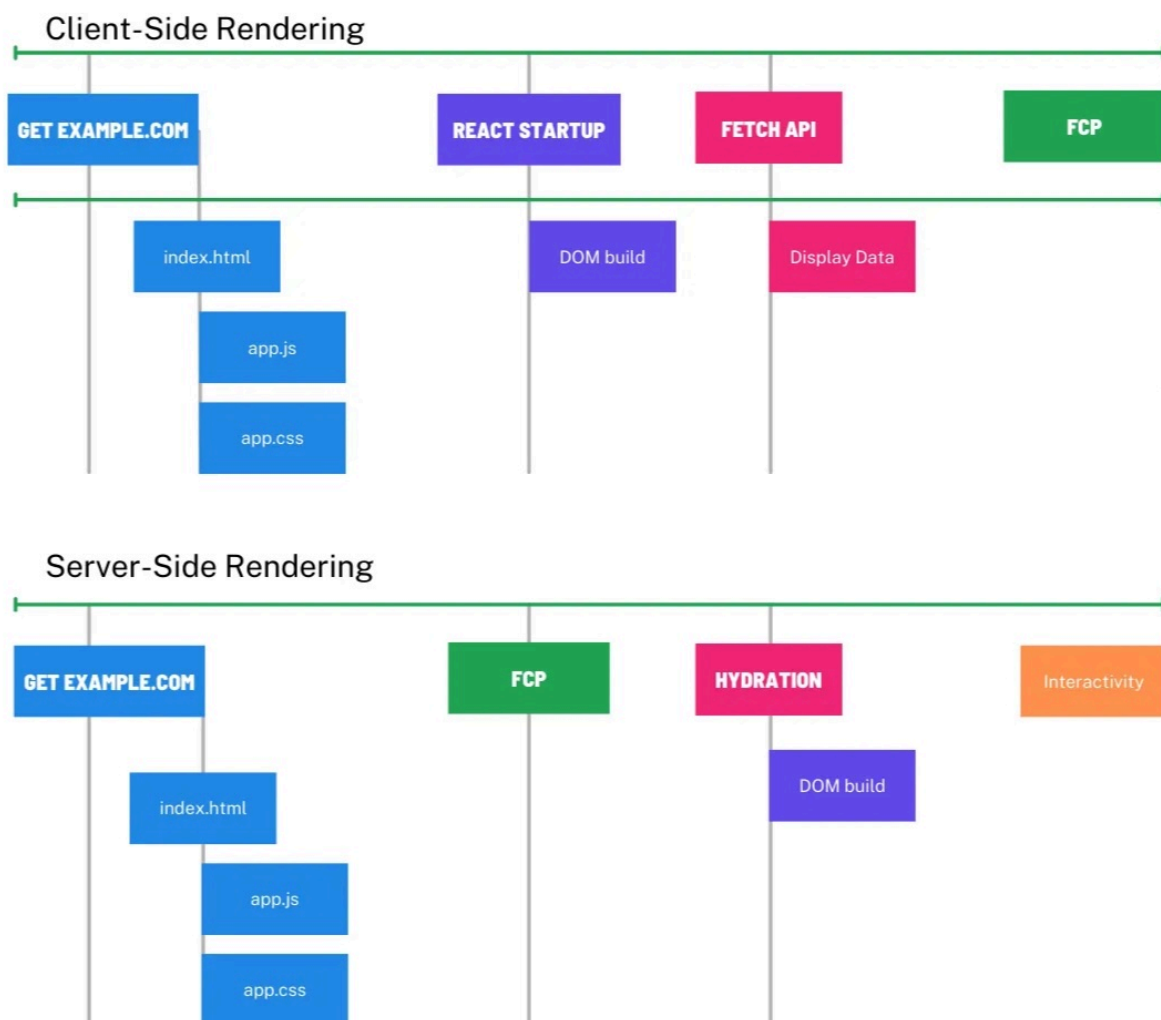 Client-Side Rendering
GET EXAMPLE.COM
REACT STARTUP
FETCH API
FCP
index.html
DOM build
Display Data
app.js
app.css
Server-Side Rendering
GET EXAMPLE.COM
FCP
HYDRATION
Interactivity
DOM build
index.html
app.js
app.css